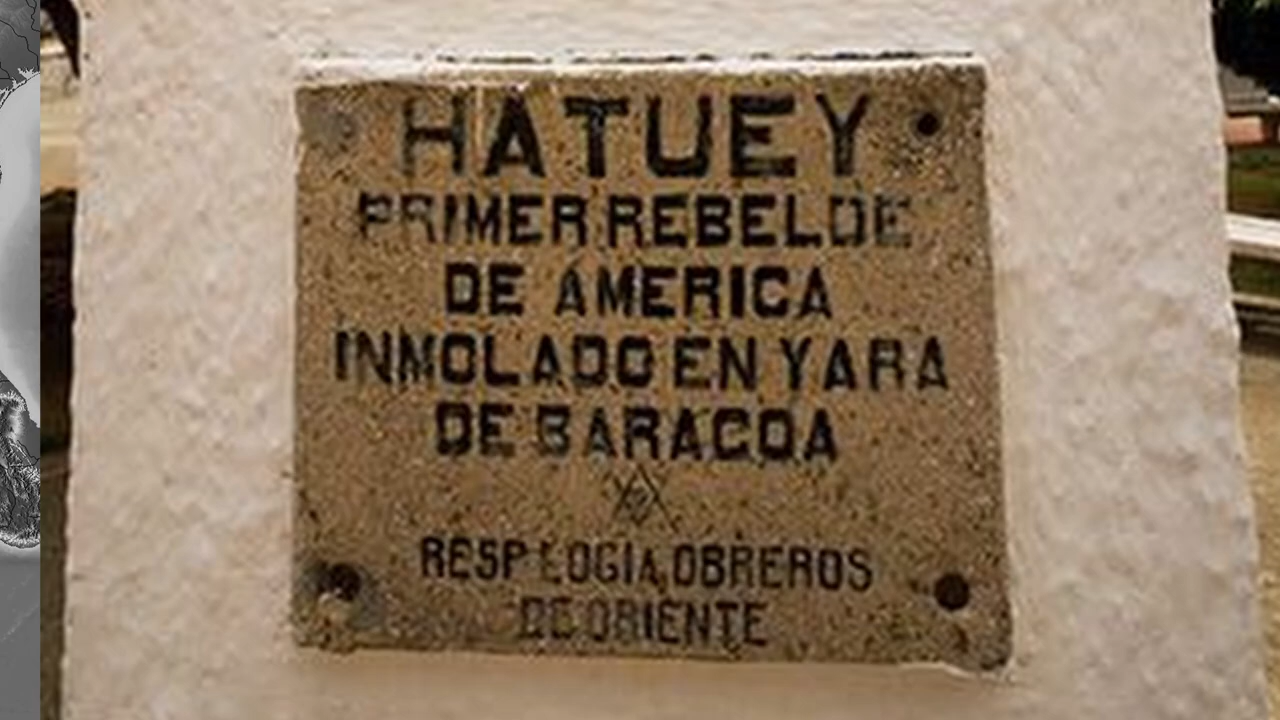 HATUEY
PRIMER REBELDE
DE AMERICA
INMOLADO EN YARA
DE BARACOA
RESP LOGIA OBREROS
DE ORIENTE